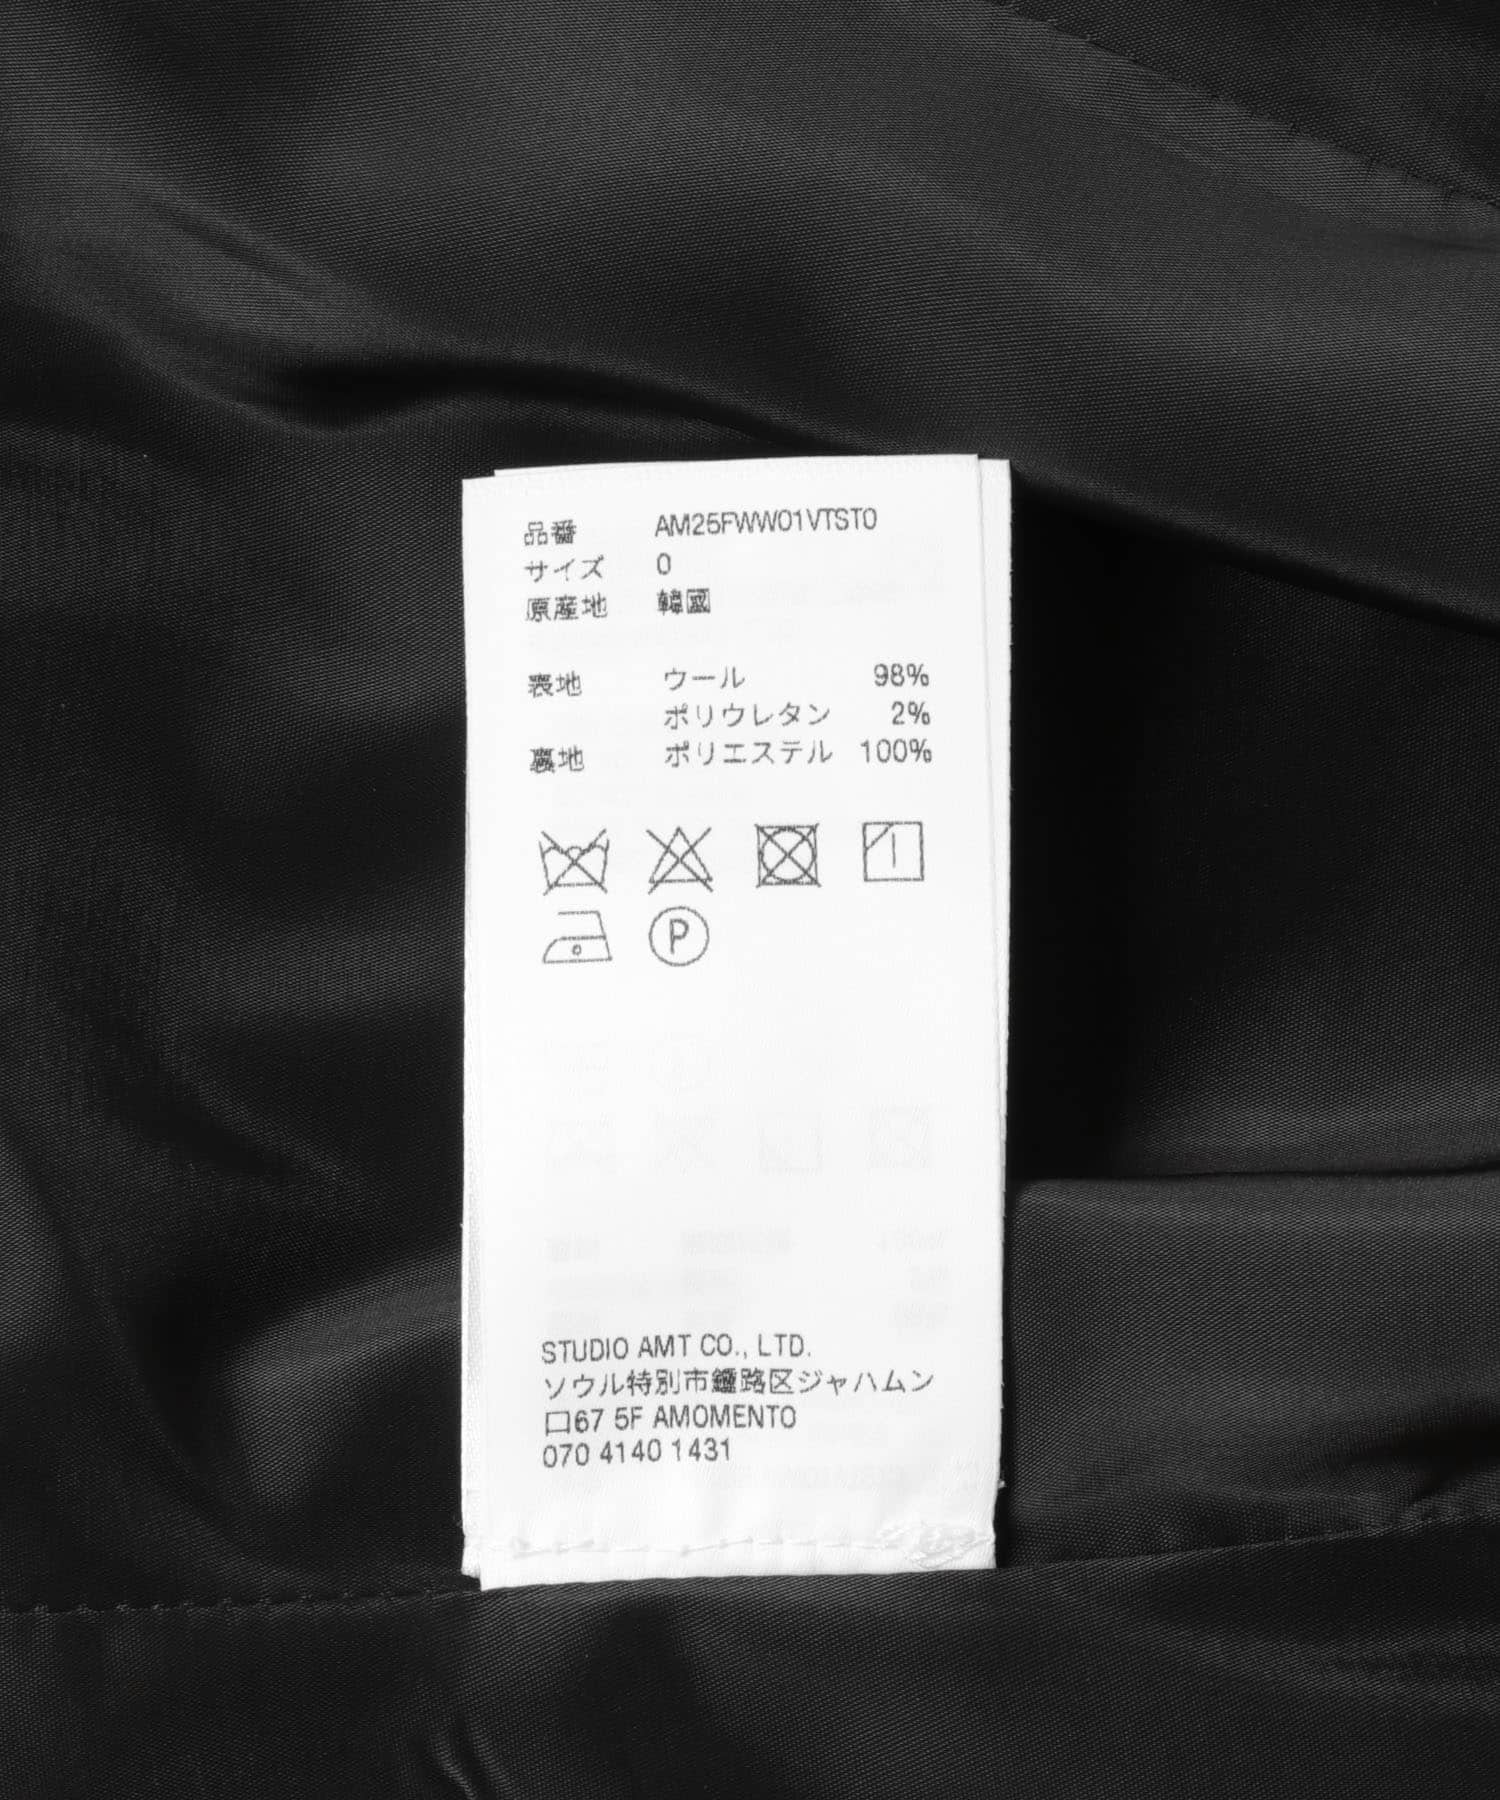 品番 AM25FWW01VTST0
サイズ 0
原産地 韓國
表地 ウール 98%
ポリウレタン 2%
裏地 ポリエステル 100%
P
STUDIO AMT CO., LTD.
ソウル特別市鍾路区ジャハムン
口67 5F AMOMENTO
070 4140 1431